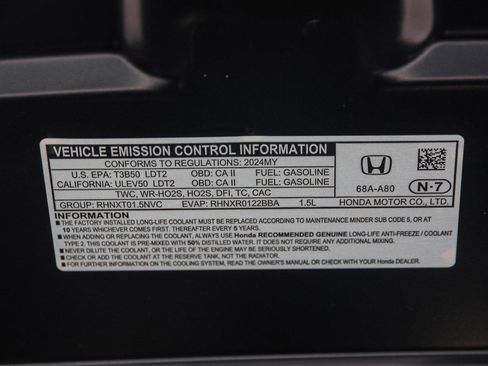 VEHICLE EMISSION CONTROL INFORMATION
CONFORMS TO REGULATIONS: 2024MY
U.S. EPA: T3B50 LDT2 OBD: CA II FUEL: GASOLINE
CALIFORNIA: ULEV50 LDT2 OBD: CA II FUEL: GASOLINE
TWC, WR-HO2S, HO2S, DFI, TC, CAC
GROUP: RHNXT01.5NVC EVAP: RHNXR0122BBA 1.5L
68A-A80 N-7
HONDA MOTOR CO., LTD.
INFORMATION
■ THE FACTORY INSTALLED LONG-LIFE COOLANT MUST BE REPLACED ACCORDING TO MAINTENANCE MINDER SUB CODE 5, OR AT
10 YEARS WHICHEVER COMES FIRST. THEREAFTER EVERY 5 YEARS.
■ WHEN ADDING OR REPLACING THE COOLANT, ALWAYS USE Honda RECOMMENDED GENUINE LONG-LIFE ANTI-FREEZE / COOLANT
TYPE 2, THIS COOLANT IS PRE-MIXED WITH 50% DISTILLED WATER. IT DOES NOT REQUIRE ADDITIONAL MIXING.
■ NEVER DILUTE THE COOLANT, OR THE LIFE OF THE ENGINE MAY BE SERIOUSLY SHORTENED.
■ CHECK OR ADD THE COOLANT AT THE RESERVE TANK, NOT THE RADIATOR.
■ FOR FURTHER INFORMATION ON THE COOLING SYSTEM, READ THE OWNER'S MANUAL OR CHECK WITH YOUR Honda DEALER.